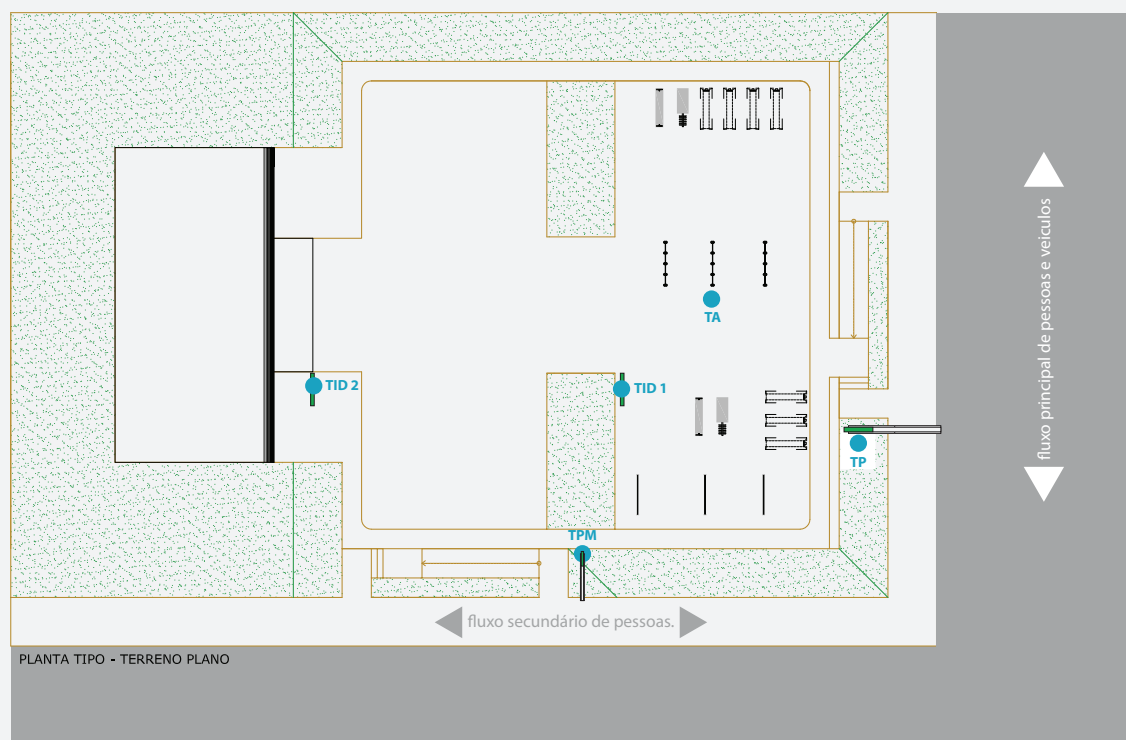 fluxo principal de pessoas e veiculos
TA
TID 2
TID 1
TP
TPM
fluxo secundário de pessoas.
PLANTA TIPO - TERRENO PLANO